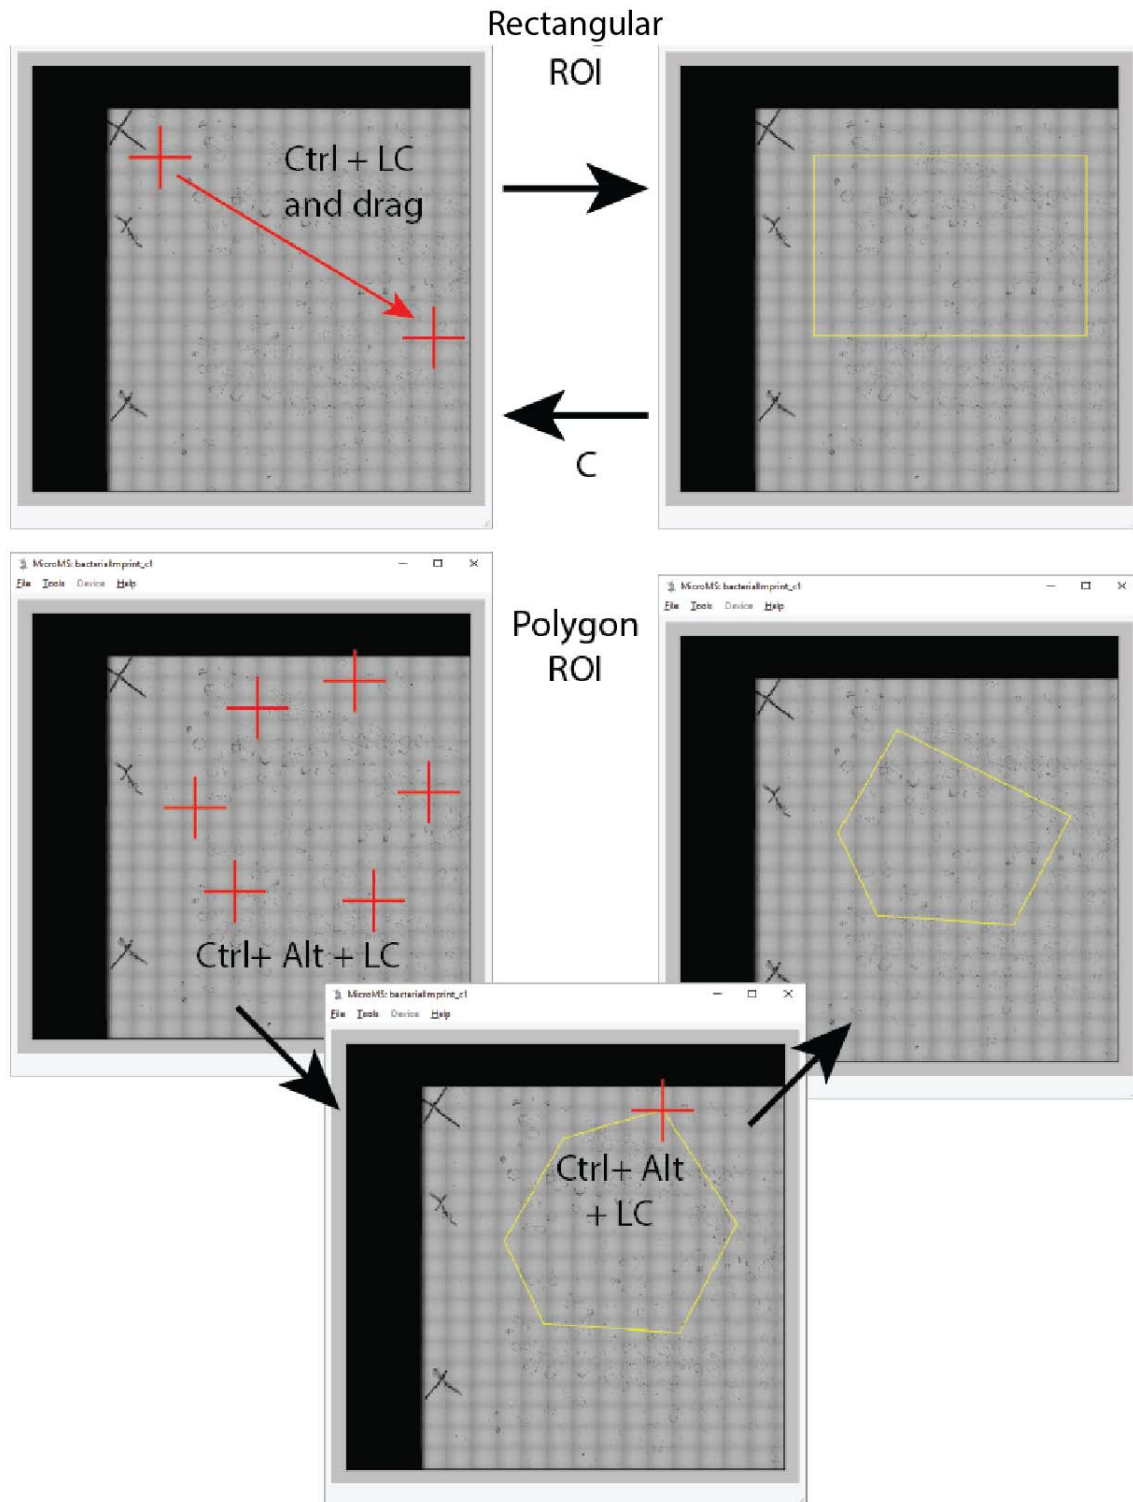 Rectangular
ROI
Ctrl + LC
and drag
C
MicroMS: bacterialImprint_c1
File Tools Device Help
Polygon
ROI
MicroMS: bacterialImprint_c1
File Tools Device Help
Ctrl+ Alt + LC
MicroMS: bacterialImprint_c1
File Tools Device Help
Ctrl+ Alt
+ LC